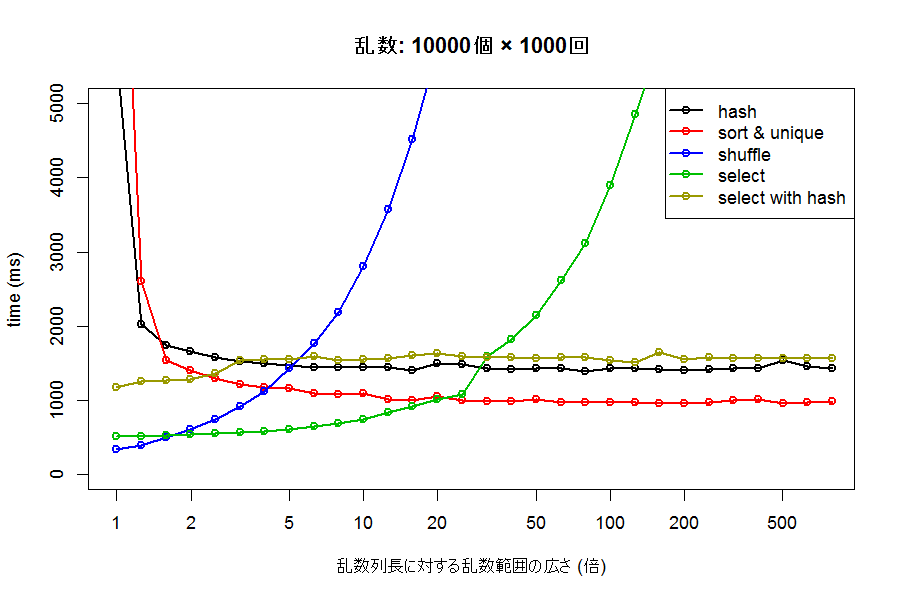 乱数: 10000個 × 1000回
hash
sort & unique
shuffle
select
select with hash
time (ms)
5000
4000
3000
2000
1000
0
1 2 5 10 20 50 100 200 500
乱数列長に対する乱数範囲の広さ (倍)